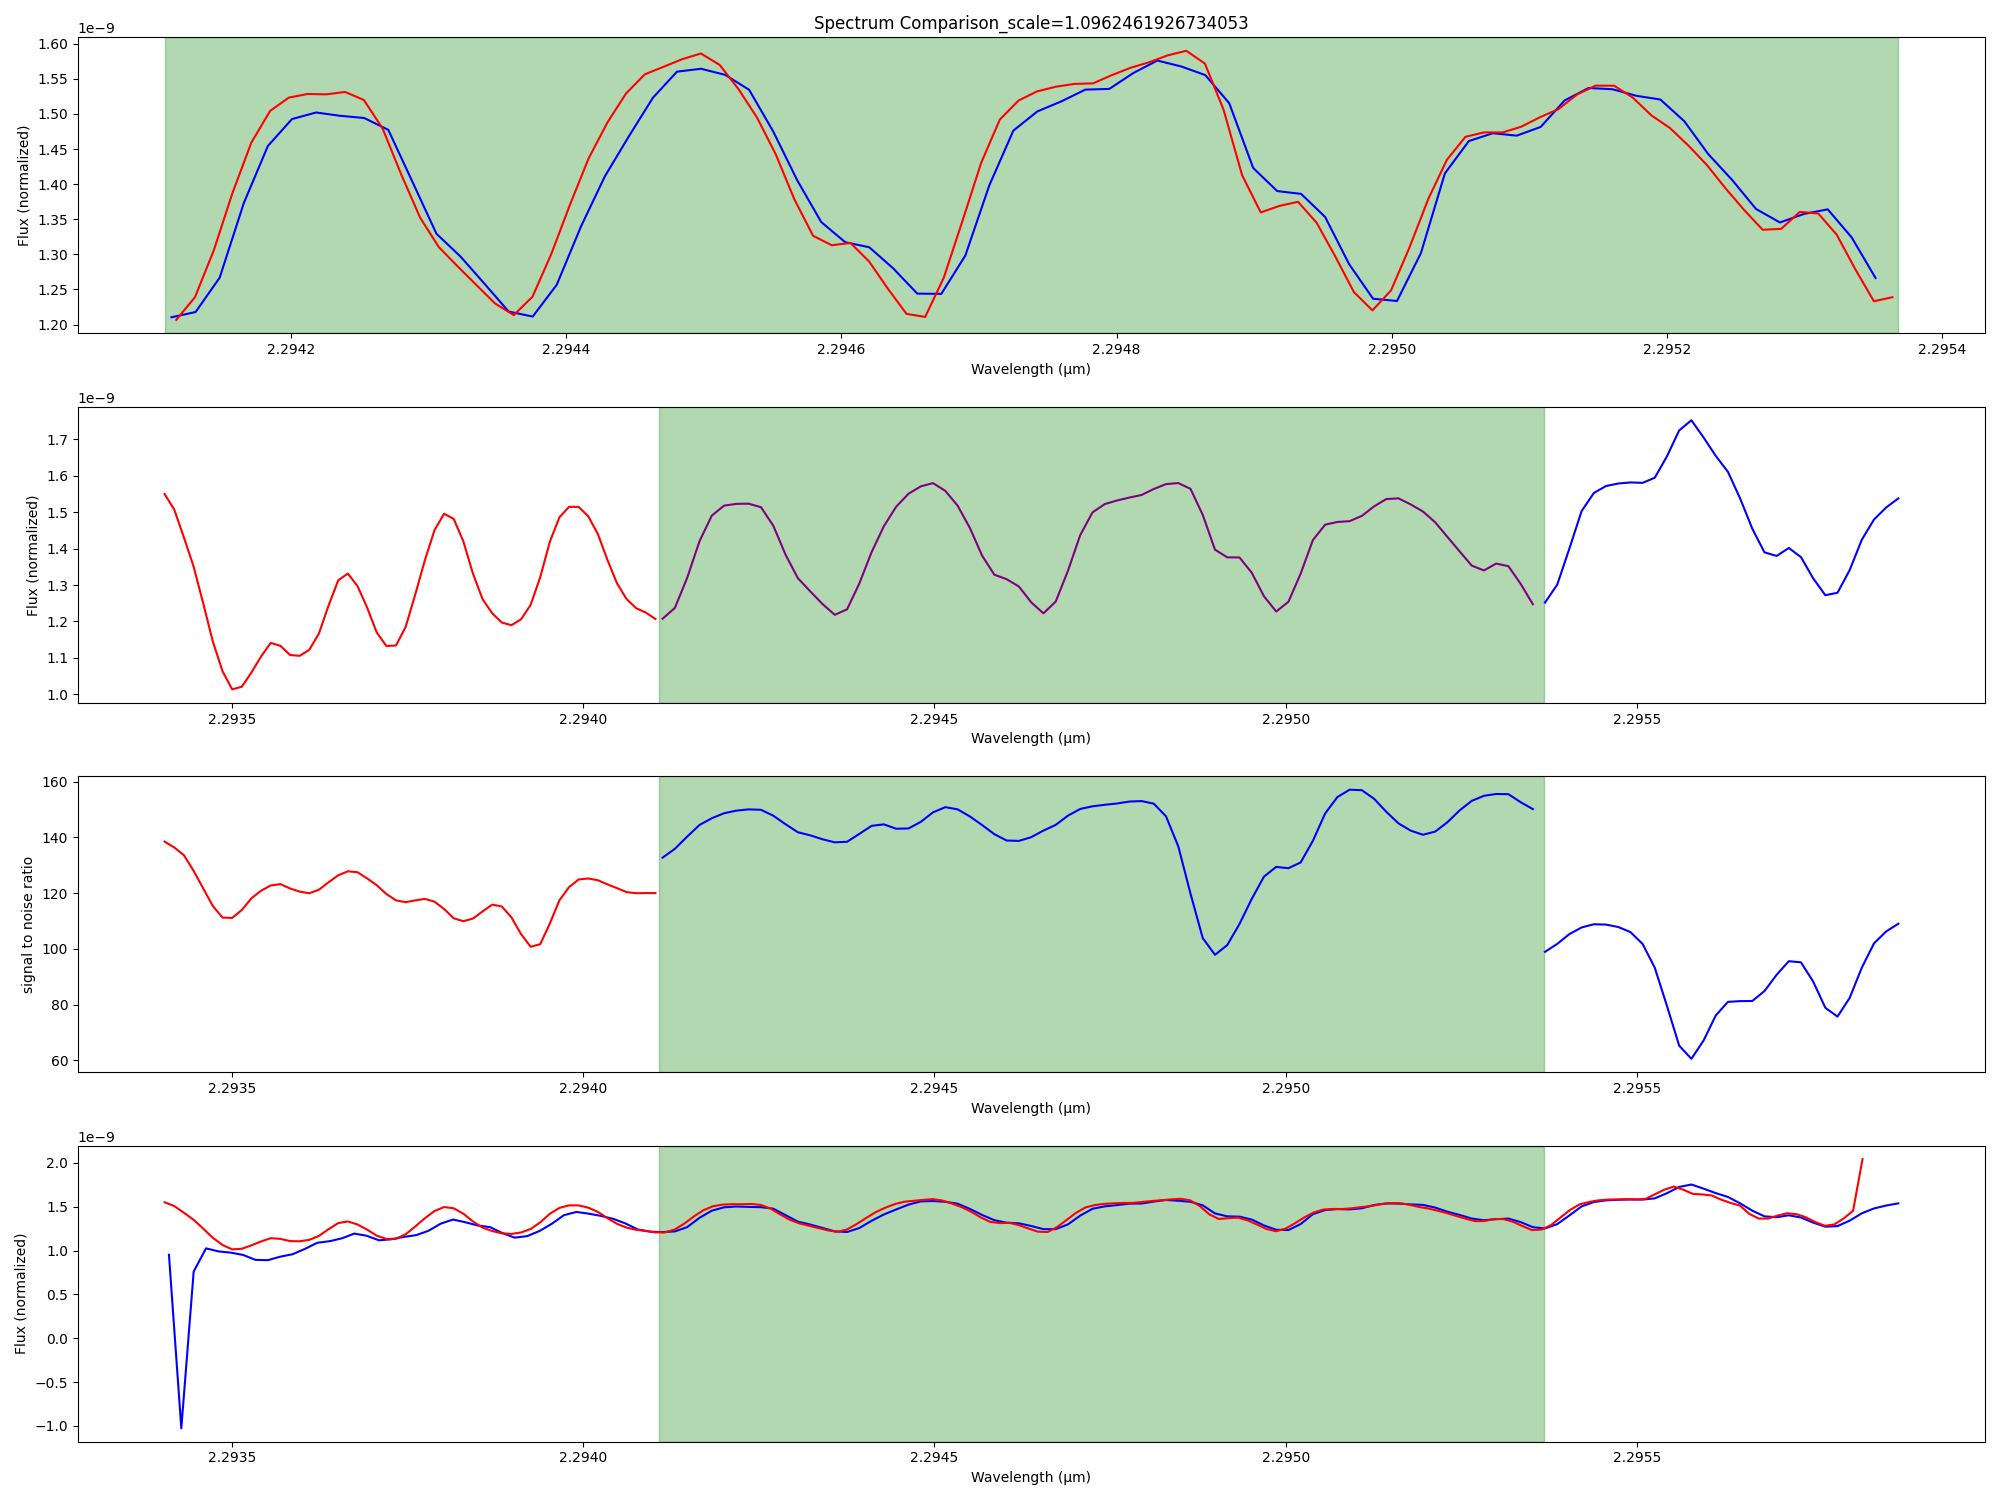 Spectrum Comparison_scale=1.0962461926734053
1e−9
1.60
1.55
1.50
1.45
1.40
1.35
1.30
1.25
1.20
Flux (normalized)
2.2942 2.2944 2.2946 2.2948 2.2950 2.2952 2.2954
Wavelength (μm)
1e−9
1.7
1.6
1.5
1.4
1.3
1.2
1.1
1.0
Flux (normalized)
2.2935 2.2940 2.2945 2.2950 2.2955
Wavelength (μm)
160
140
120
100
80
60
signal to noise ratio
2.2935 2.2940 2.2945 2.2950 2.2955
Wavelength (μm)
1e−9
2.0
1.5
1.0
0.5
0.0
−0.5
−1.0
Flux (normalized)
2.2935 2.2940 2.2945 2.2950 2.2955
Wavelength (μm)